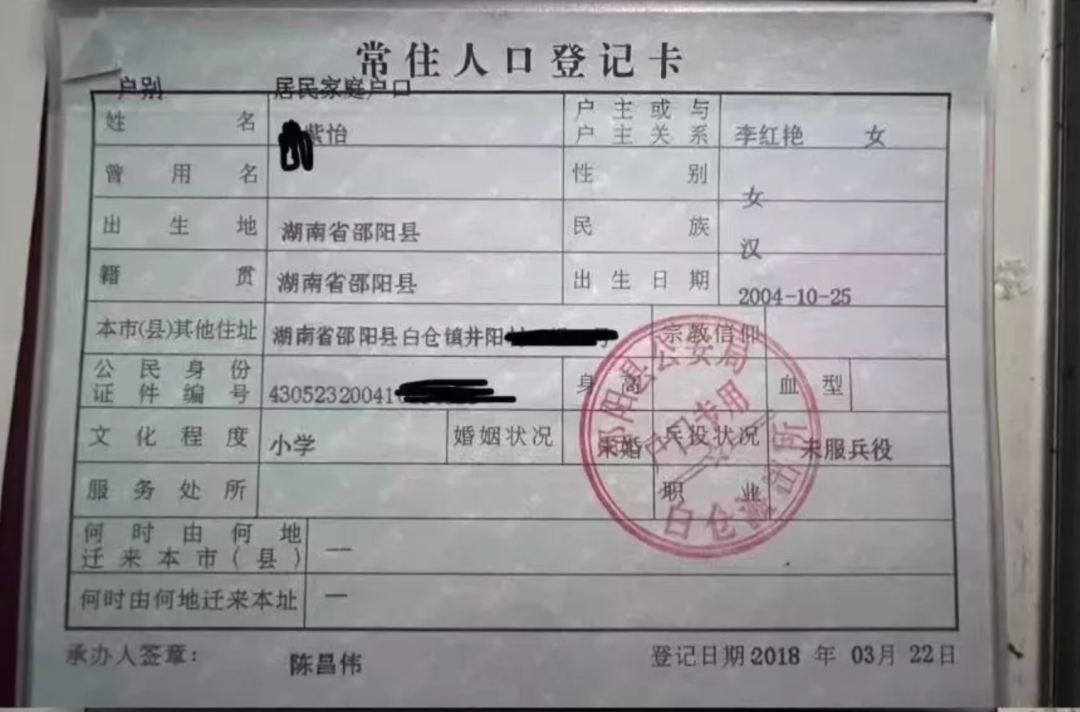 常住人口登记卡
户别 居民家庭户口
姓名 紫怡 户主或与户主关系 李红艳 女
曾用名 性别 女
出生地 湖南省邵阳县 民族 汉
籍贯 湖南省邵阳县 出生日期 2004-10-25
本市(县)其他住址 湖南省邵阳县白仓镇井阳 宗教信仰
公民身份证件编号 43052320041 身高 血型
文化程度 小学 婚姻状况 未婚 兵役状况 未服兵役
服务处所 职业
何时由何地迁来本市(县) —
何时由何地迁来本址 —
承办人签章: 陈昌伟 登记日期 2018 年 03月 22日
邵阳县公安局
户口专用
白仓派出所